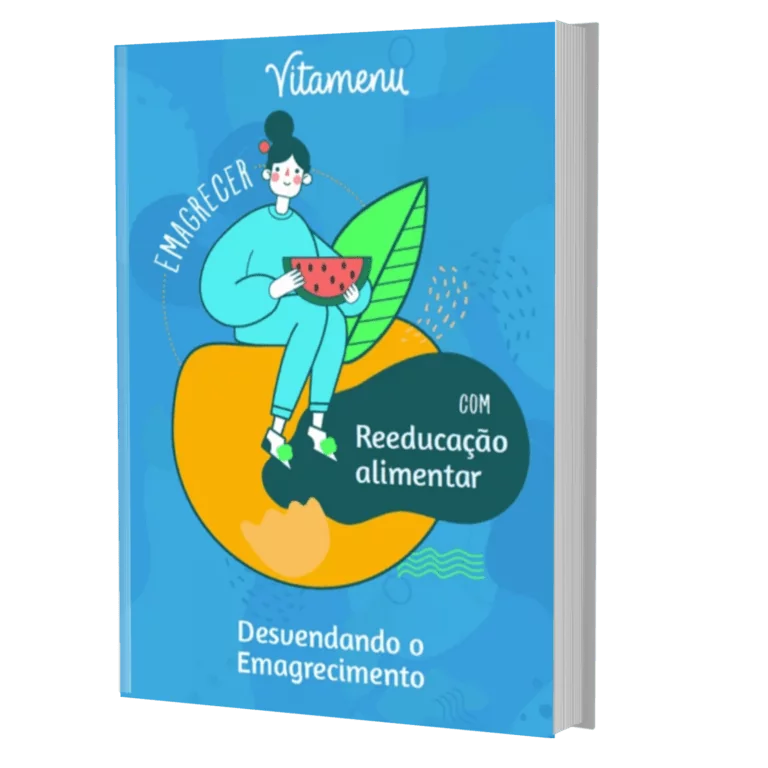 Vitamenu
EMAGRECER
COM
Reeducação
alimentar
Desvendando o
Emagrecimento